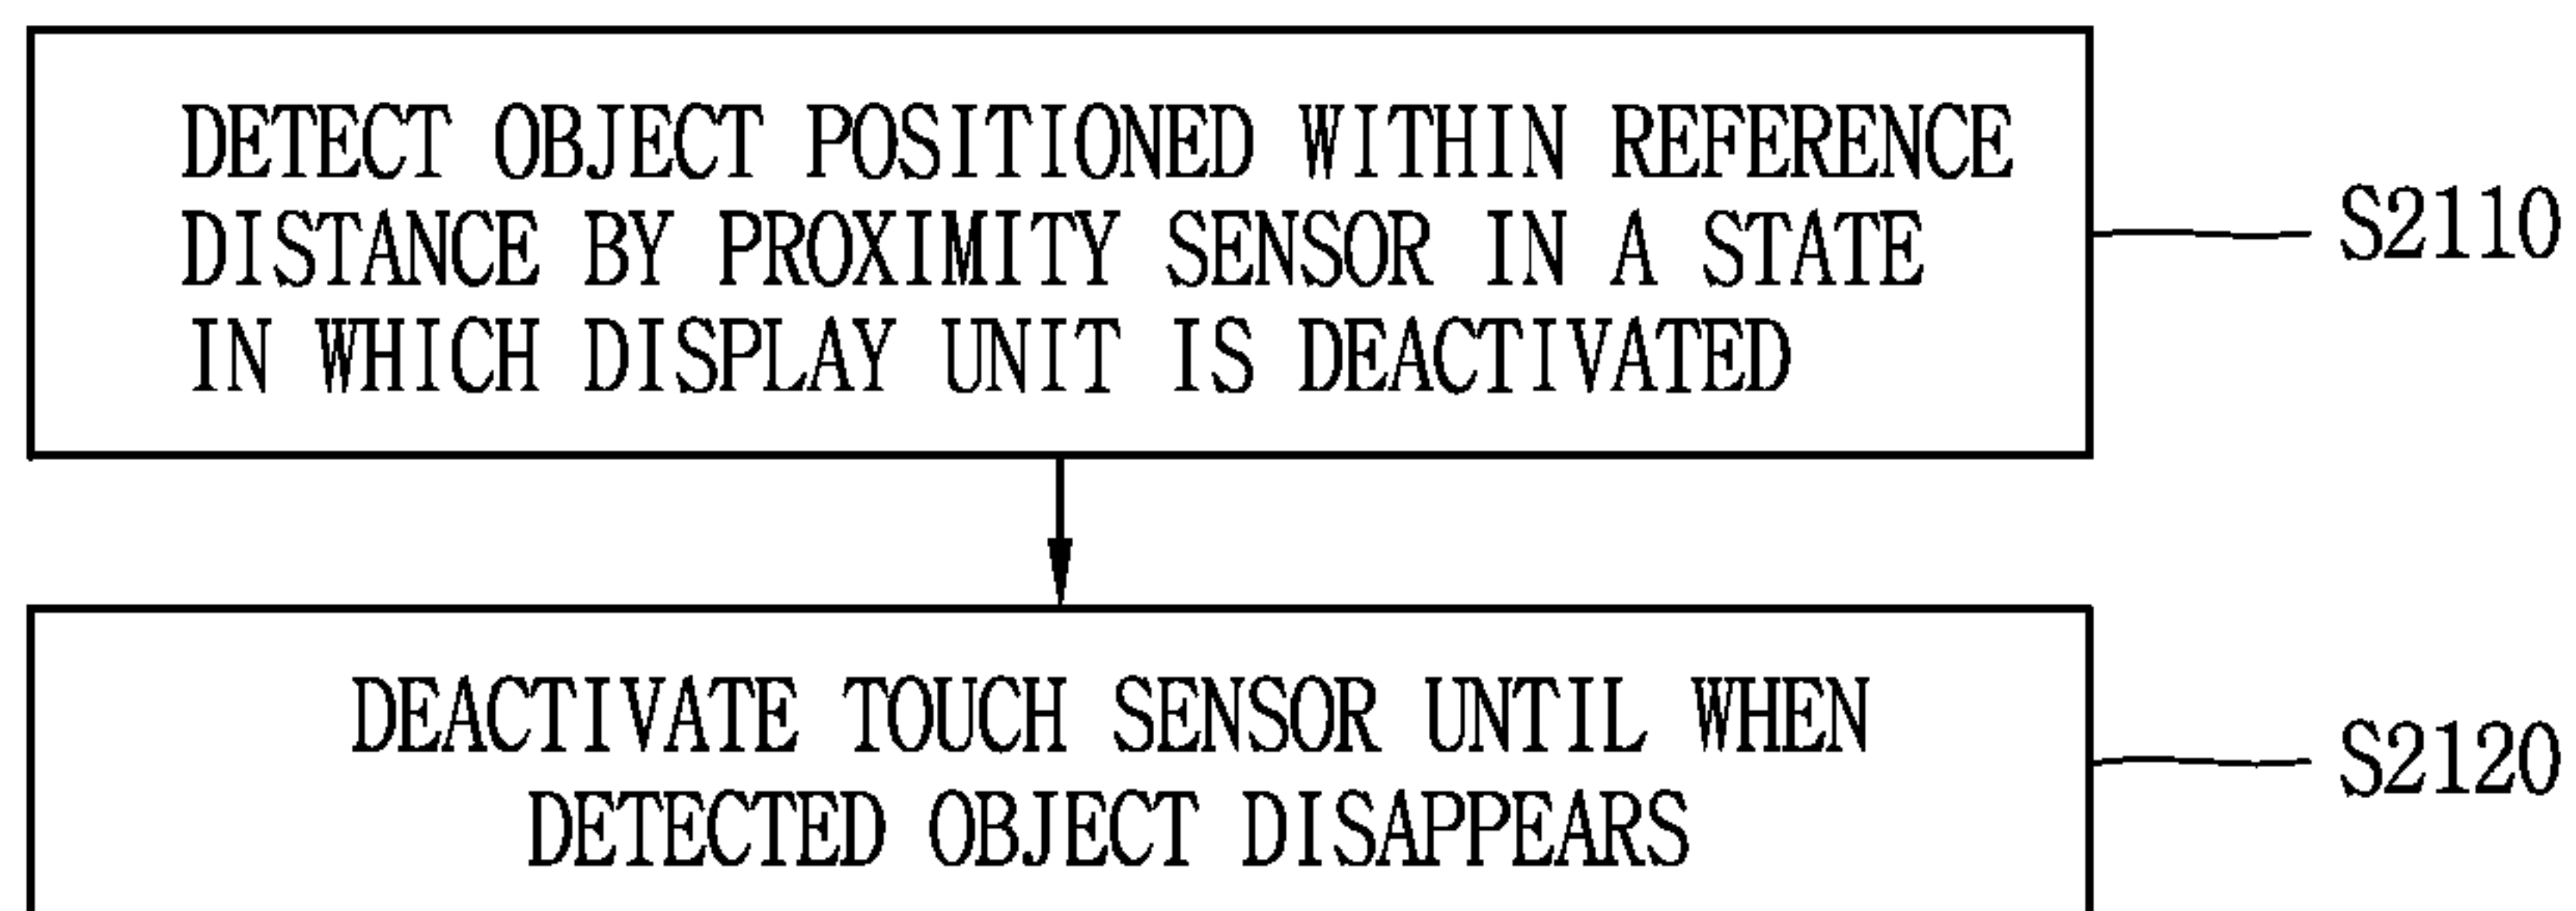 DETECT OBJECT POSITIONED WITHIN REFERENCE
DISTANCE BY PROXIMITY SENSOR IN A STATE
IN WHICH DISPLAY UNIT IS DEACTIVATED
S2110
DEACTIVATE TOUCH SENSOR UNTIL WHEN
DETECTED OBJECT DISAPPEARS
S2120